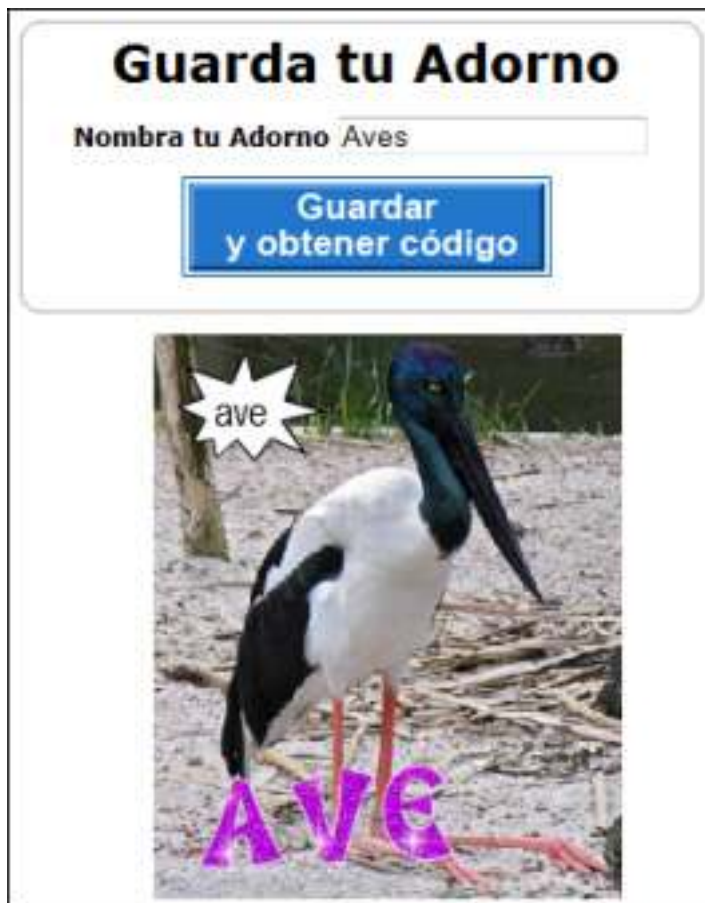 Guarda tu Adorno
Nombra tu Adorno Aves
Guardar
y obtener código
ave
AVE